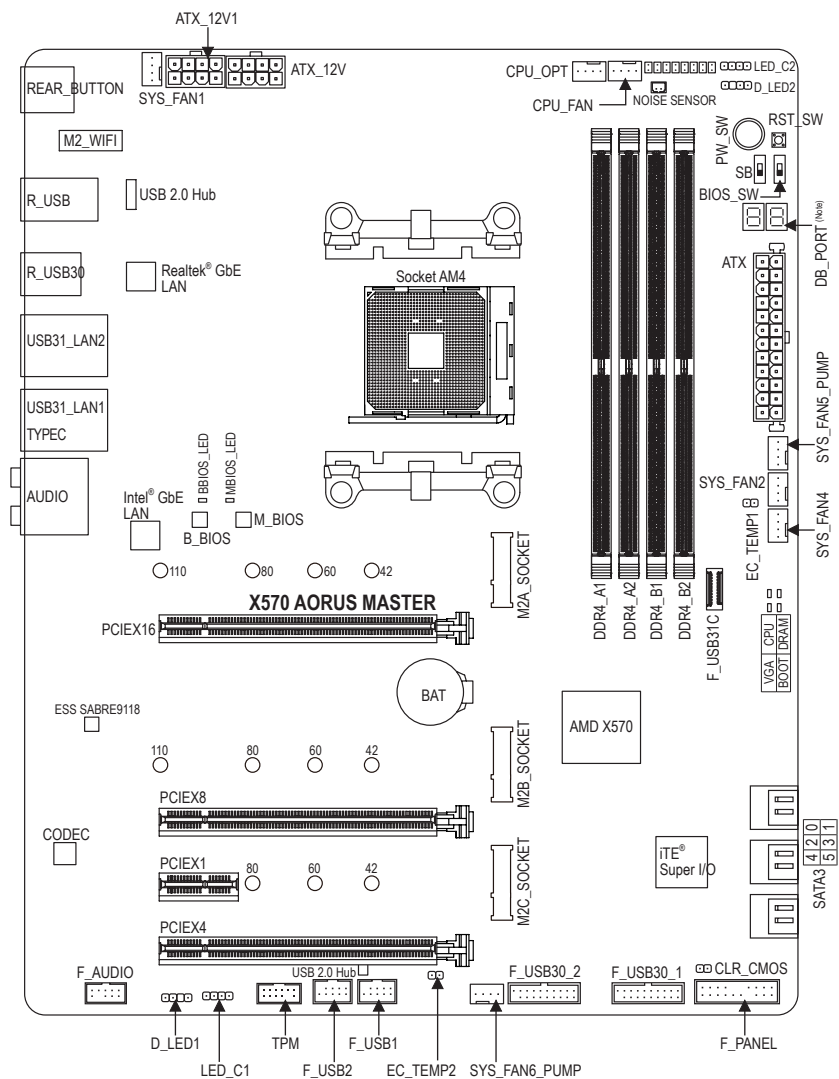 ATX_12V1
REAR_BUTTON
SYS_FAN1
ATX_12V
CPU_OPT
CPU_FAN
LED_C2
D_LED2
NOISE SENSOR
M2_WIFI
PW_SW
RST_SW
SB
BIOS_SW
R_USB
USB 2.0 Hub
DB_PORT (Note)
R_USB30
Realtek® GbE
LAN
Socket AM4
ATX
USB31_LAN2
USB31_LAN1
TYPEC
SYS_FAN5_PUMP
AUDIO
Intel® GbE
LAN
BBIOS_LED
MBIOS_LED
B_BIOS
M_BIOS
SYS_FAN2
EC_TEMP1
SYS_FAN4
110
80
60
42
M2A_SOCKET
DDR4_A1
DDR4_A2
DDR4_B1
DDR4_B2
F_USB31C
X570 AORUS MASTER
PCIEX16
CPU
DRAM
VGA
BOOT
BAT
ESS SABRE9118
AMD X570
110
80
60
42
M2B_SOCKET
PCIEX8
CODEC
iTE®
Super I/O
4 2 0
5 3 1
SATA3
PCIEX1
80
60
42
M2C_SOCKET
PCIEX4
F_AUDIO
USB 2.0 Hub
F_USB30_2
F_USB30_1
CLR_CMOS
D_LED1
LED_C1
TPM
F_USB2
F_USB1
EC_TEMP2
SYS_FAN6_PUMP
F_PANEL